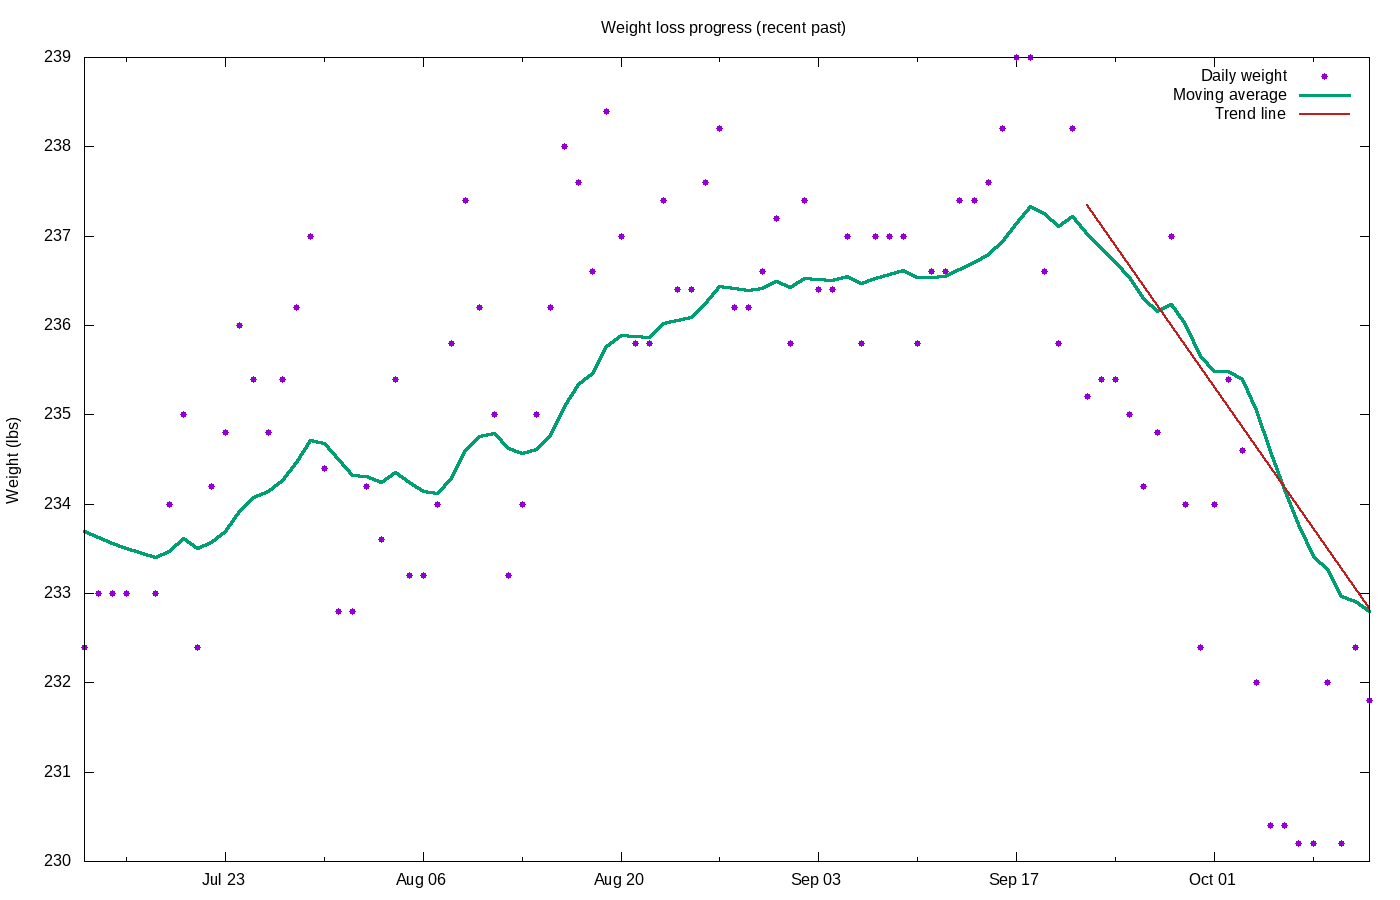 Weight loss progress (recent past)
239
238
237
236
235
234
233
232
231
230
Weight (lbs)
Daily weight
Moving average
Trend line
Jul 23
Aug 06
Aug 20
Sep 03
Sep 17
Oct 01